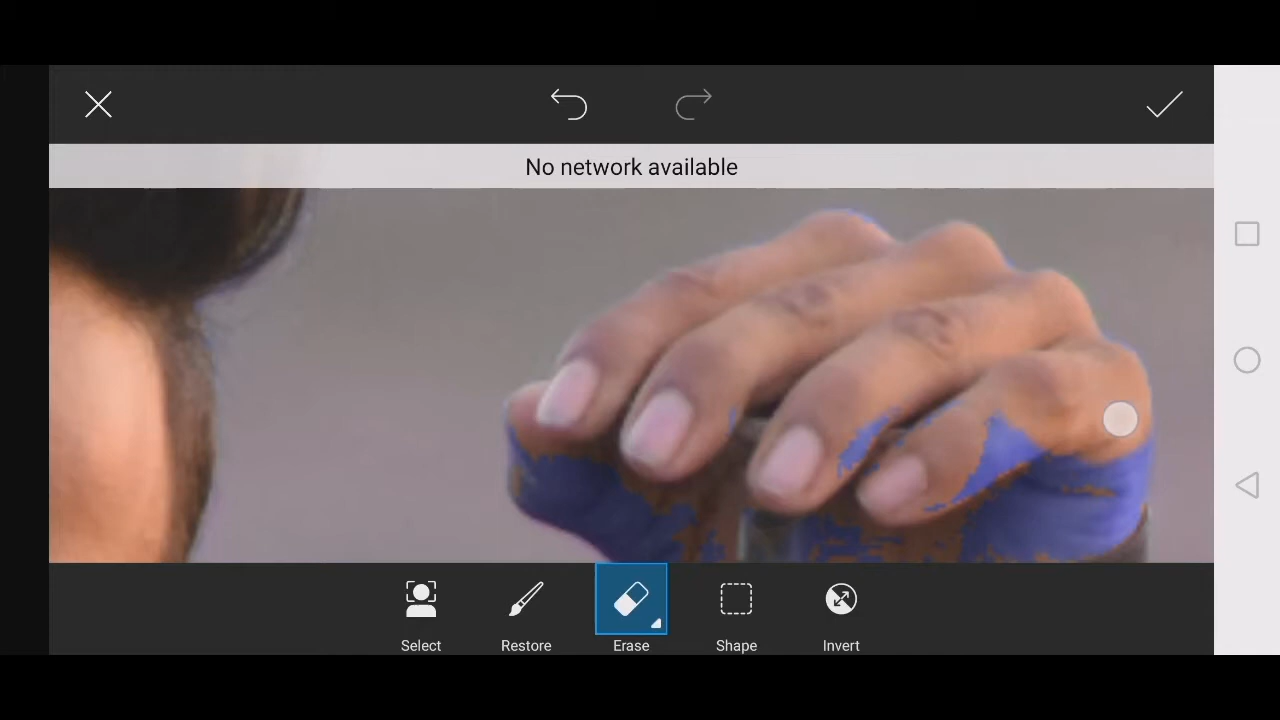 No network available
Select
Restore
Erase
Shape
Invert